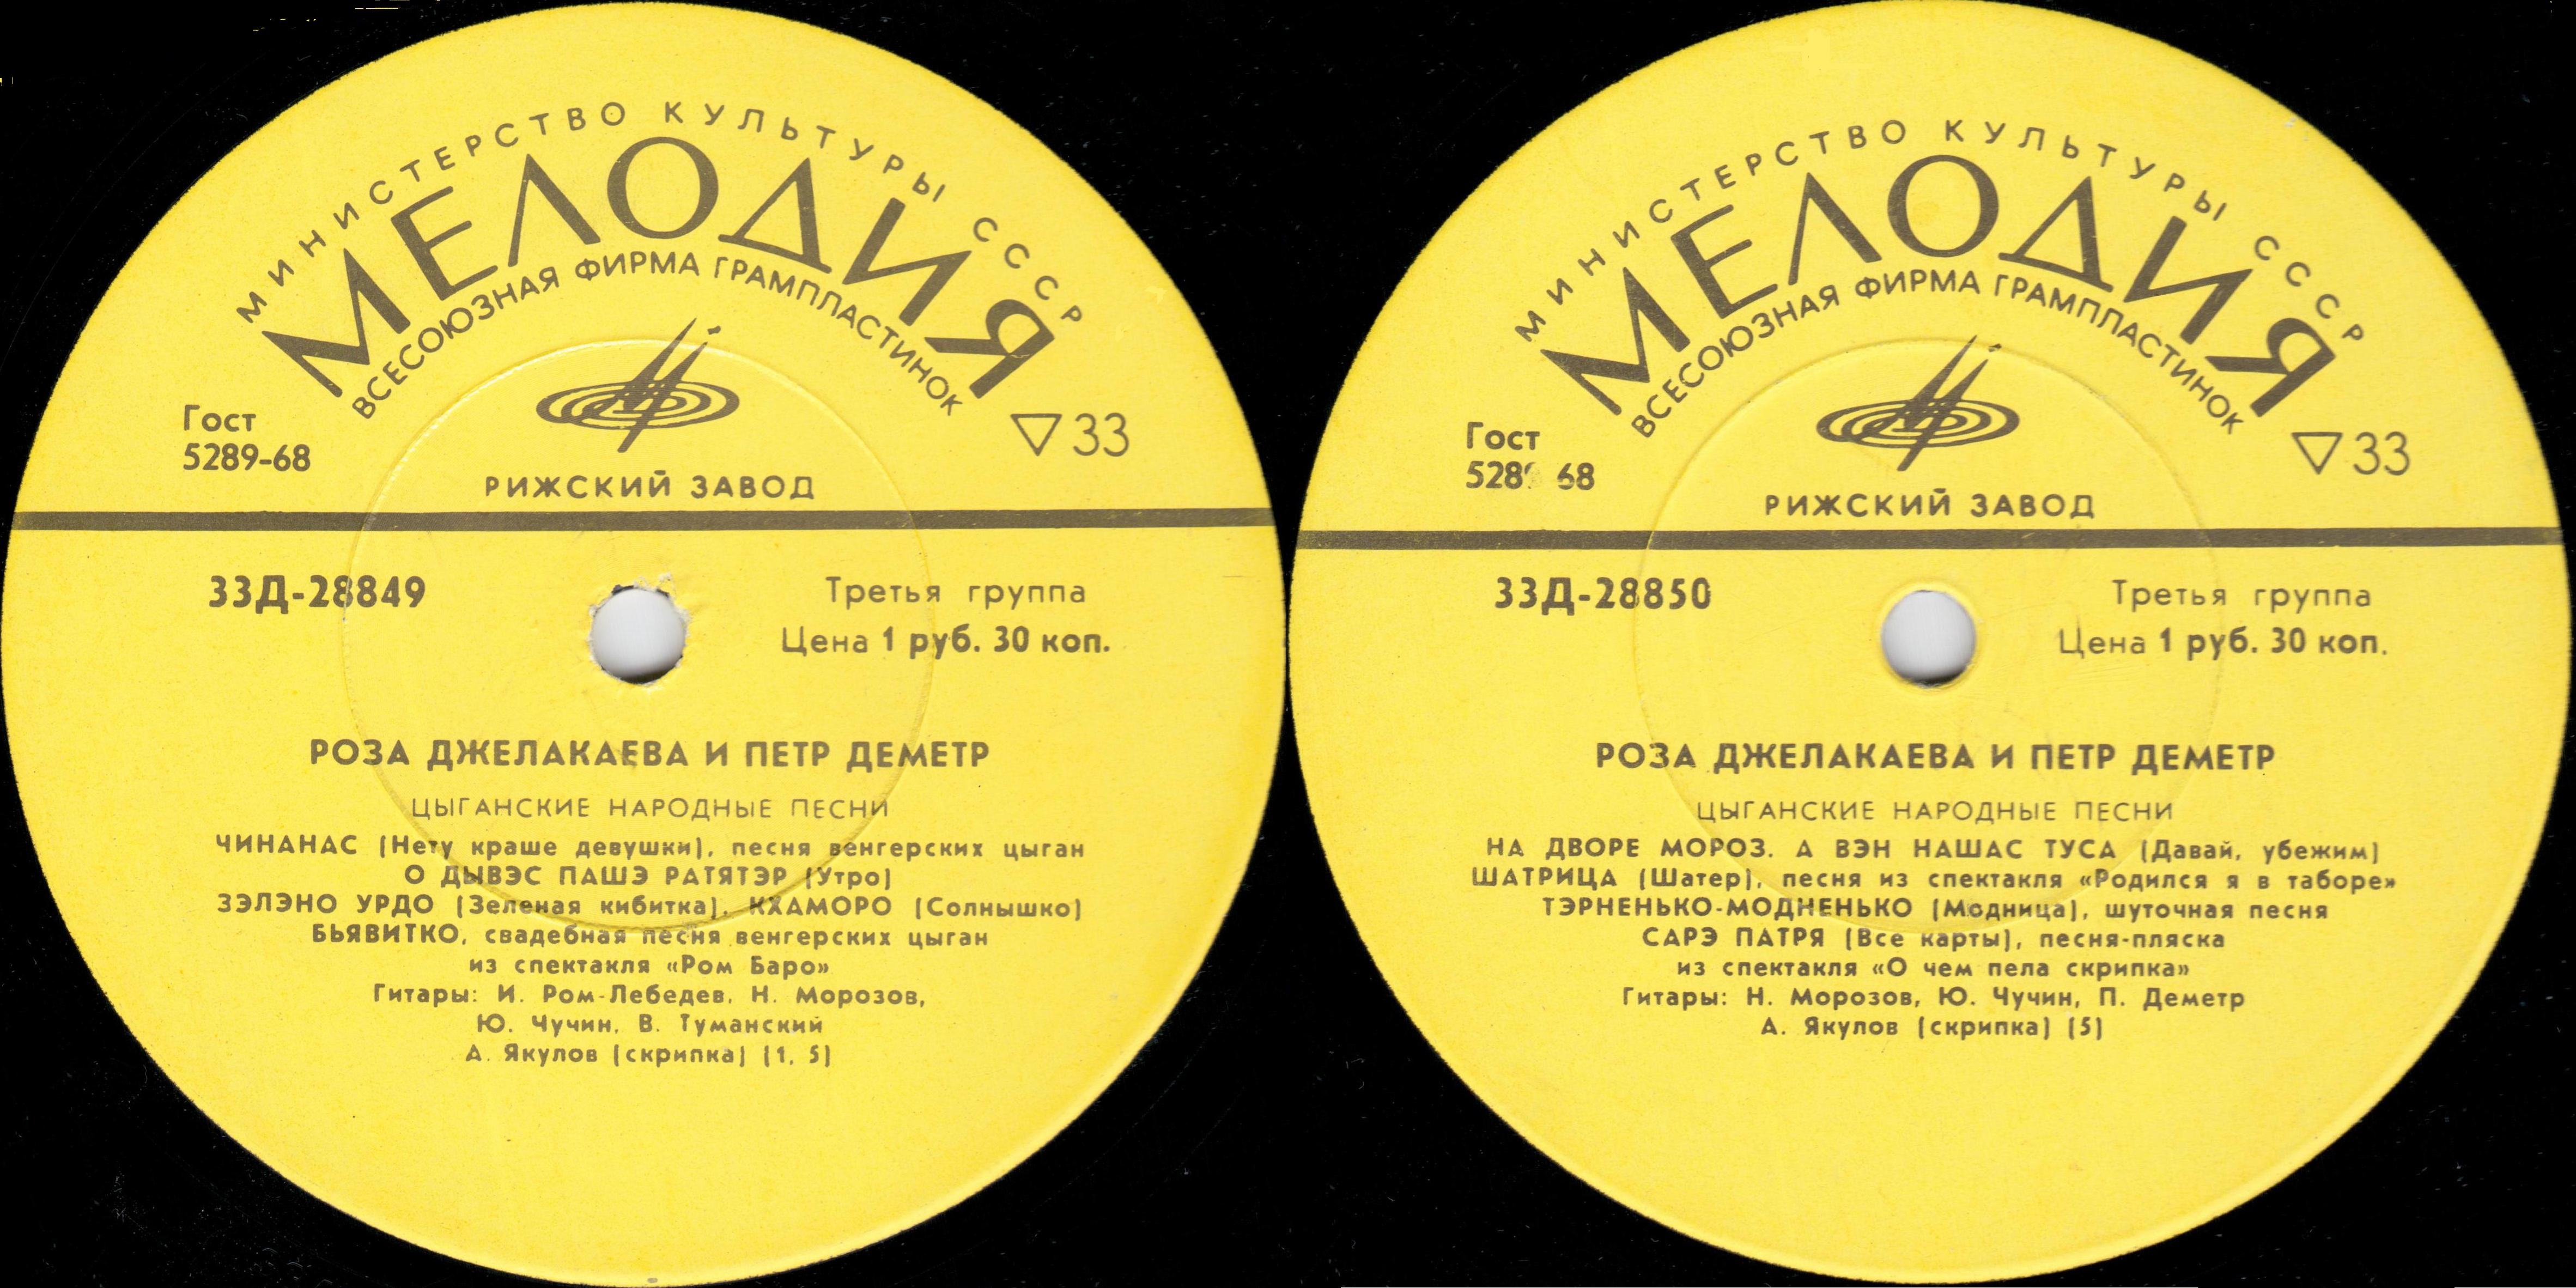 МИНИСТЕРСТВО КУЛЬТУРЫ СССР
МЕЛОДИЯ
ВСЕСОЮЗНАЯ ФИРМА ГРАМПЛАСТИНОК
Гост
5289-68
33
РИЖСКИЙ ЗАВОД
33Д-28849
Третья группа
Цена 1 руб. 30 коп.
РОЗА ДЖЕЛАКАЕВА И ПЕТР ДЕМЕТР
ЦЫГАНСКИЕ НАРОДНЫЕ ПЕСНИ
ЧИНАНАС (Нету краше девушки), песня венгерских цыган
О ДЫВЭС ПАШЭ РАТЯТЭР (Утро)
ЗЭЛЭНО УРДО (Зеленая кибитка), КХАМОРО (Солнышко)
БЬЯВИТКО, свадебная песня венгерских цыган
из спектакля «Ром Баро»
Гитары: И. Ром-Лебедев, Н. Морозов,
Ю. Чучин, В. Туманский
А. Якулов (скрипка) (1, 5)
МИНИСТЕРСТВО КУЛЬТУРЫ СССР
МЕЛОДИЯ
ВСЕСОЮЗНАЯ ФИРМА ГРАМПЛАСТИНОК
Гост
528 68
33
РИЖСКИЙ ЗАВОД
33Д-28850
Третья группа
Цена 1 руб. 30 коп.
РОЗА ДЖЕЛАКАЕВА И ПЕТР ДЕМЕТР
ЦЫГАНСКИЕ НАРОДНЫЕ ПЕСНИ
НА ДВОРЕ МОРОЗ. А ВЭН НАШАС ТУСА (Давай, убежим)
ШАТРИЦА (Шатер), песня из спектакля «Родился я в таборе»
ТЭРНЕНЬКО-МОДНЕНЬКО (Модница), шуточная песня
САРЭ ПАТРЯ (Все карты), песня-пляска
из спектакля «О чем пела скрипка»
Гитары: Н. Морозов, Ю. Чучин, П. Деметр
А. Якулов (скрипка) (5)